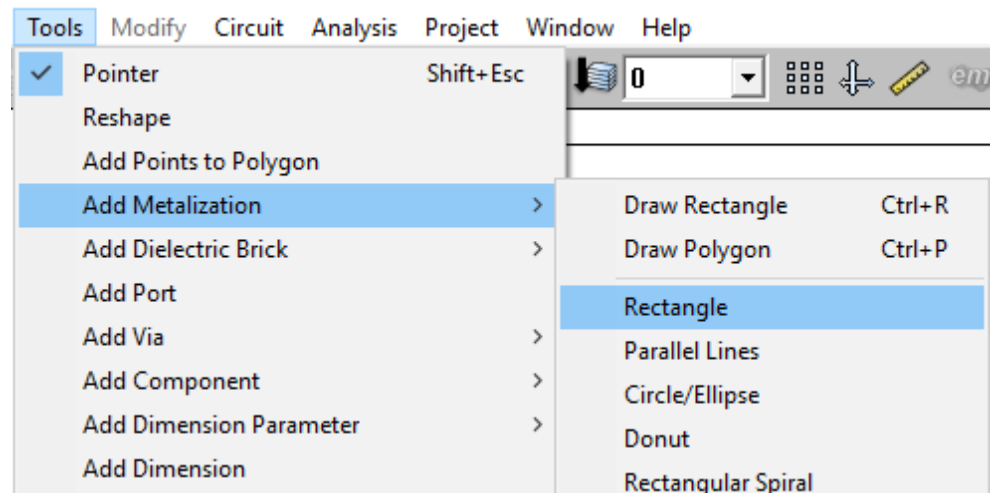 Tools Modify Circuit Analysis Project Window Help
Pointer Shift+Esc
0
em
Reshape
Add Points to Polygon
Add Metalization
Add Dielectric Brick
Add Port
Add Via
Add Component
Add Dimension Parameter
Add Dimension
Draw Rectangle Ctrl+R
Draw Polygon Ctrl+P
Rectangle
Parallel Lines
Circle/Ellipse
Donut
Rectangular Spiral